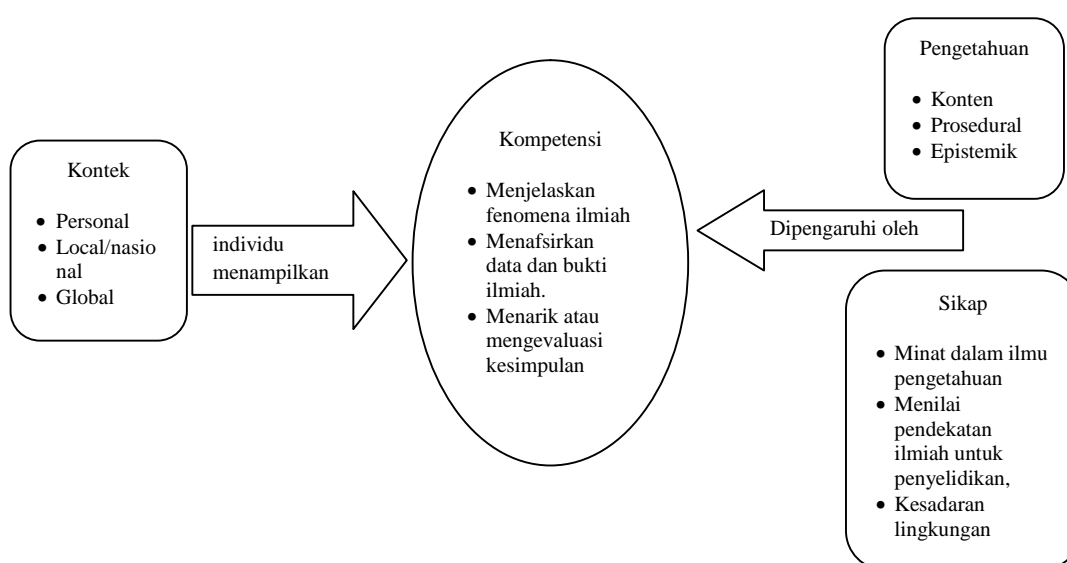 Kontek
• Personal
• Local/nasio
nal
• Global
individu
menampilkan
Kompetensi
• Menjelaskan
fenomena ilmiah
• Menafsirkan
data dan bukti
ilmiah.
• Menarik atau
mengevaluasi
kesimpulan
Dipengaruhi oleh
Pengetahuan
• Konten
• Prosedural
• Epistemik
Sikap
• Minat dalam ilmu
pengetahuan
• Menilai
pendekatan
ilmiah untuk
penyelidikan,
• Kesadaran
lingkungan